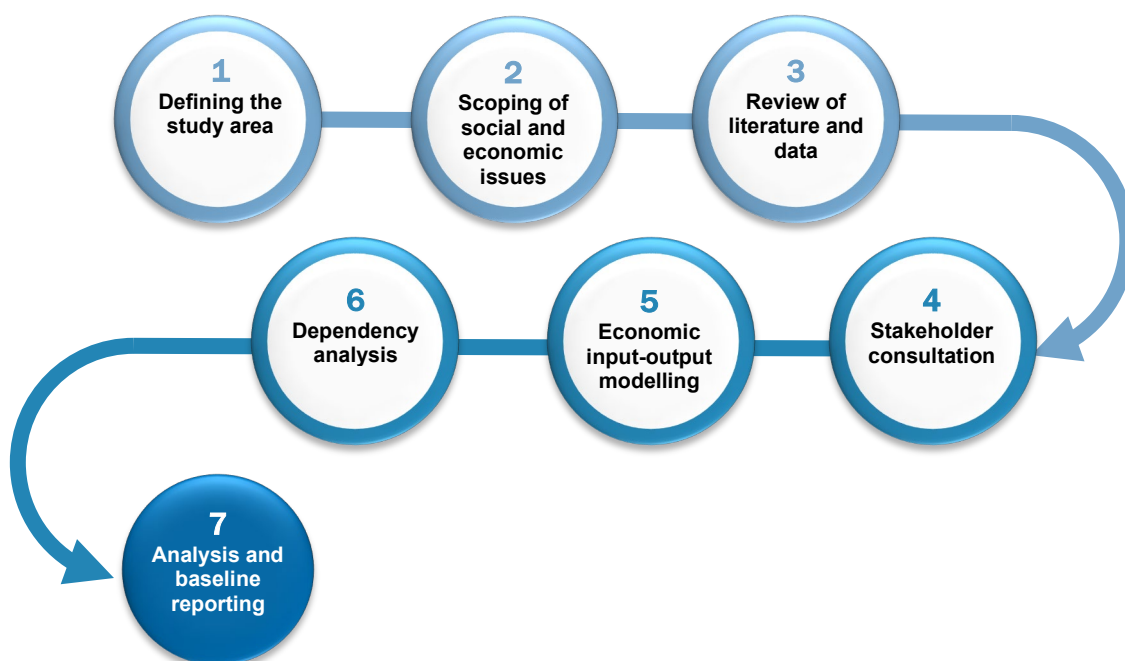 1
Defining the
study area
2
Scoping of
social and
economic
issues
3
Review of
literature and
data
4
Stakeholder
consultation
5
Economic
input-output
modelling
6
Dependency
analysis
7
Analysis and
baseline
reporting